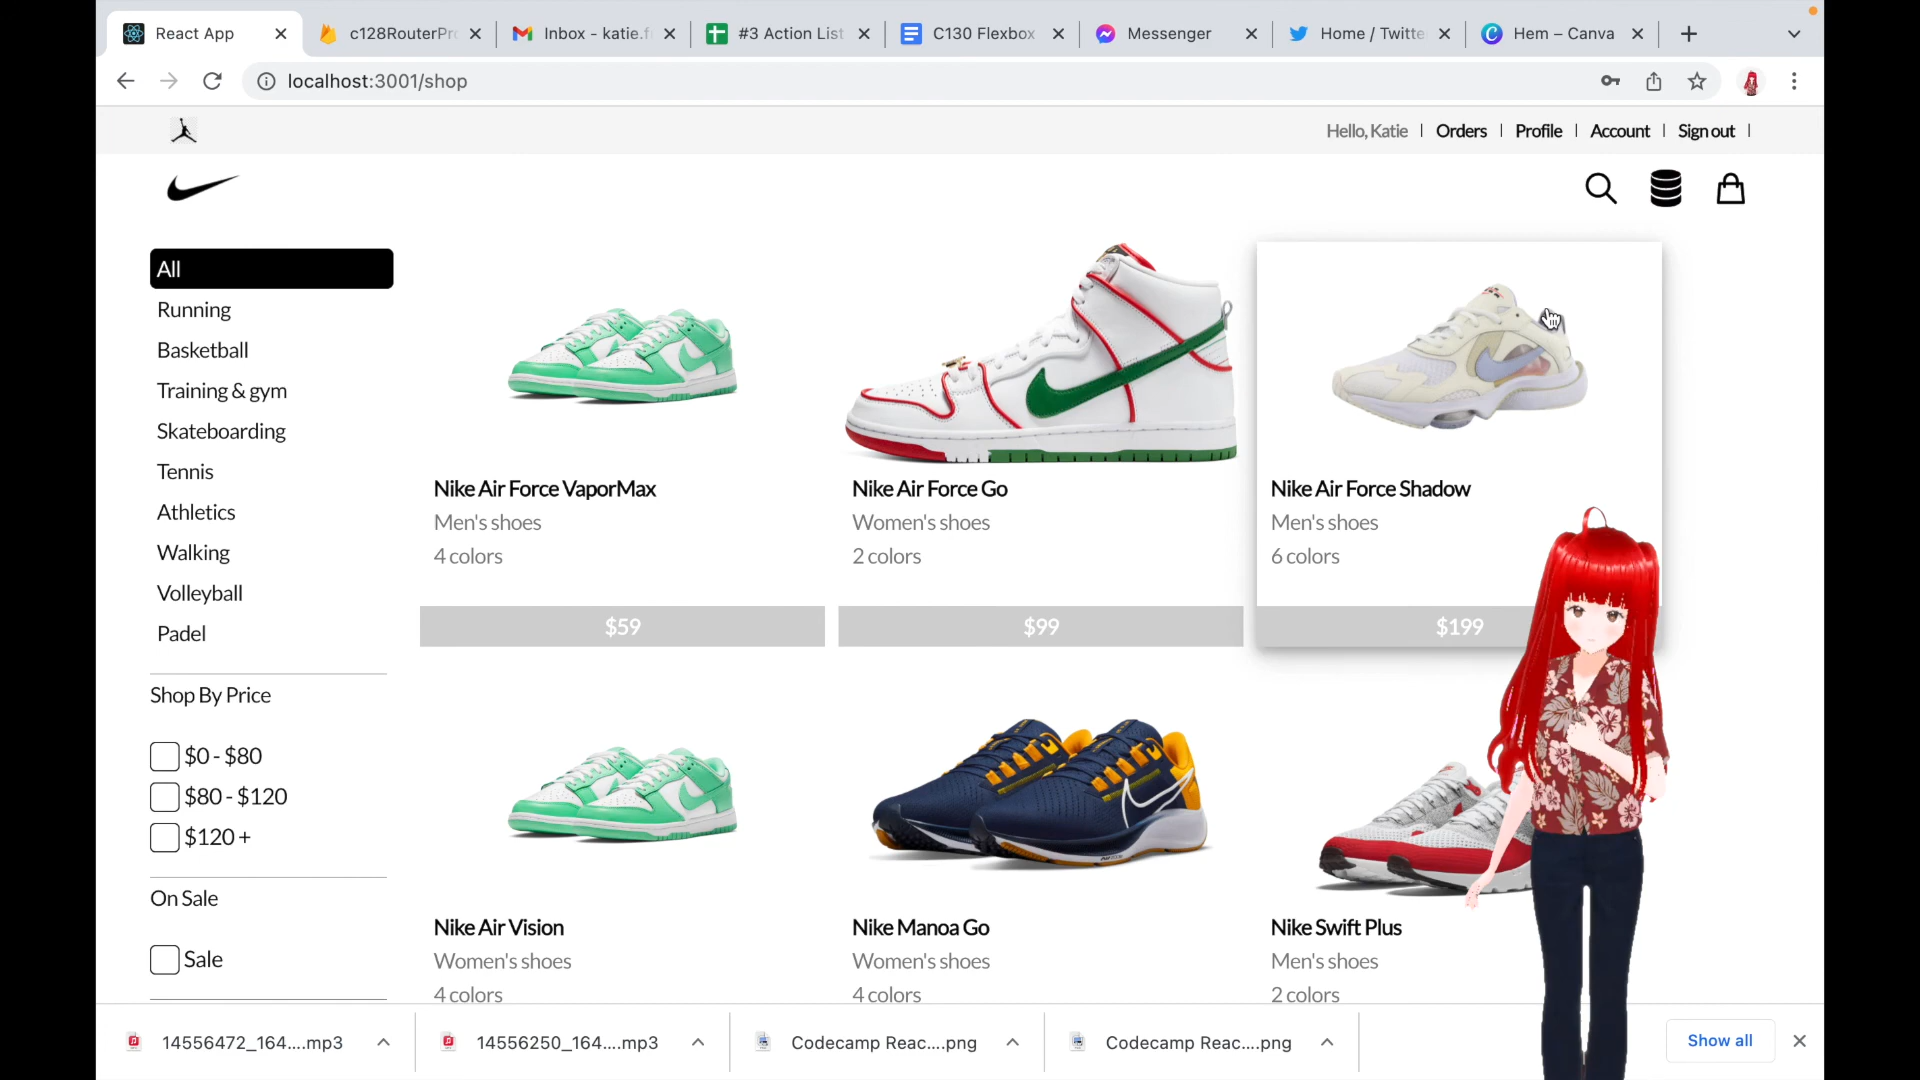 React App
c128RouterPr
Inbox - katie.f
#3 Action List
C130 Flexbox
Messenger
Home / Twitte
Hem – Canva
localhost:3001/shop
Hello, Katie | Orders | Profile | Account | Sign out |
All
Running
Basketball
Training & gym
Skateboarding
Tennis
Athletics
Walking
Volleyball
Padel
Shop By Price
$0 - $80
$80 - $120
$120 +
On Sale
Sale
Nike Air Force VaporMax
Men's shoes
4 colors
$59
Nike Air Force Go
Women's shoes
2 colors
$99
Nike Air Force Shadow
Men's shoes
6 colors
$199
Nike Air Vision
Women's shoes
4 colors
Nike Manoa Go
Women's shoes
4 colors
Nike Swift Plus
Men's shoes
2 colors
14556472_164....mp3
14556250_164....mp3
Codecamp Reac....png
Codecamp Reac....png
Show all